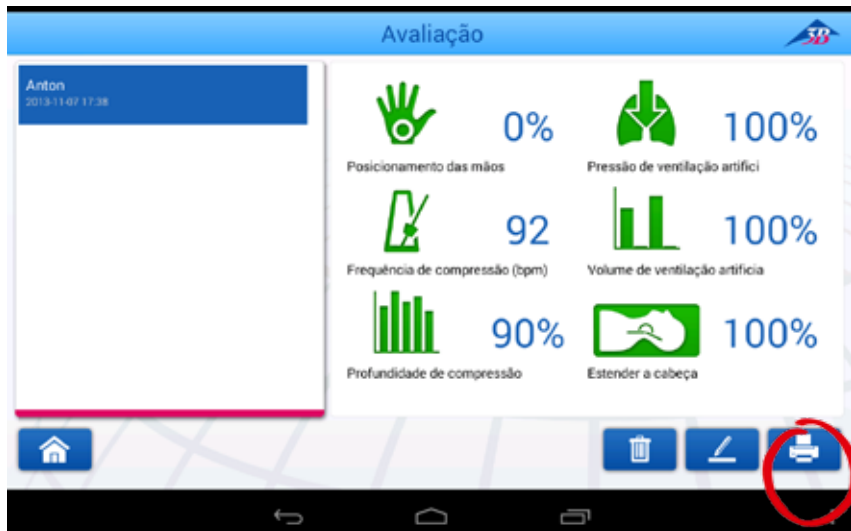 Avaliação
3B
Anton
2013-11-07 17:38
0%
Posicionamento das mãos
100%
Pressão de ventilação artifici
92
Frequência de compressão (bpm)
100%
Volume de ventilação artificia
90%
Profundidade de compressão
100%
Estender a cabeça